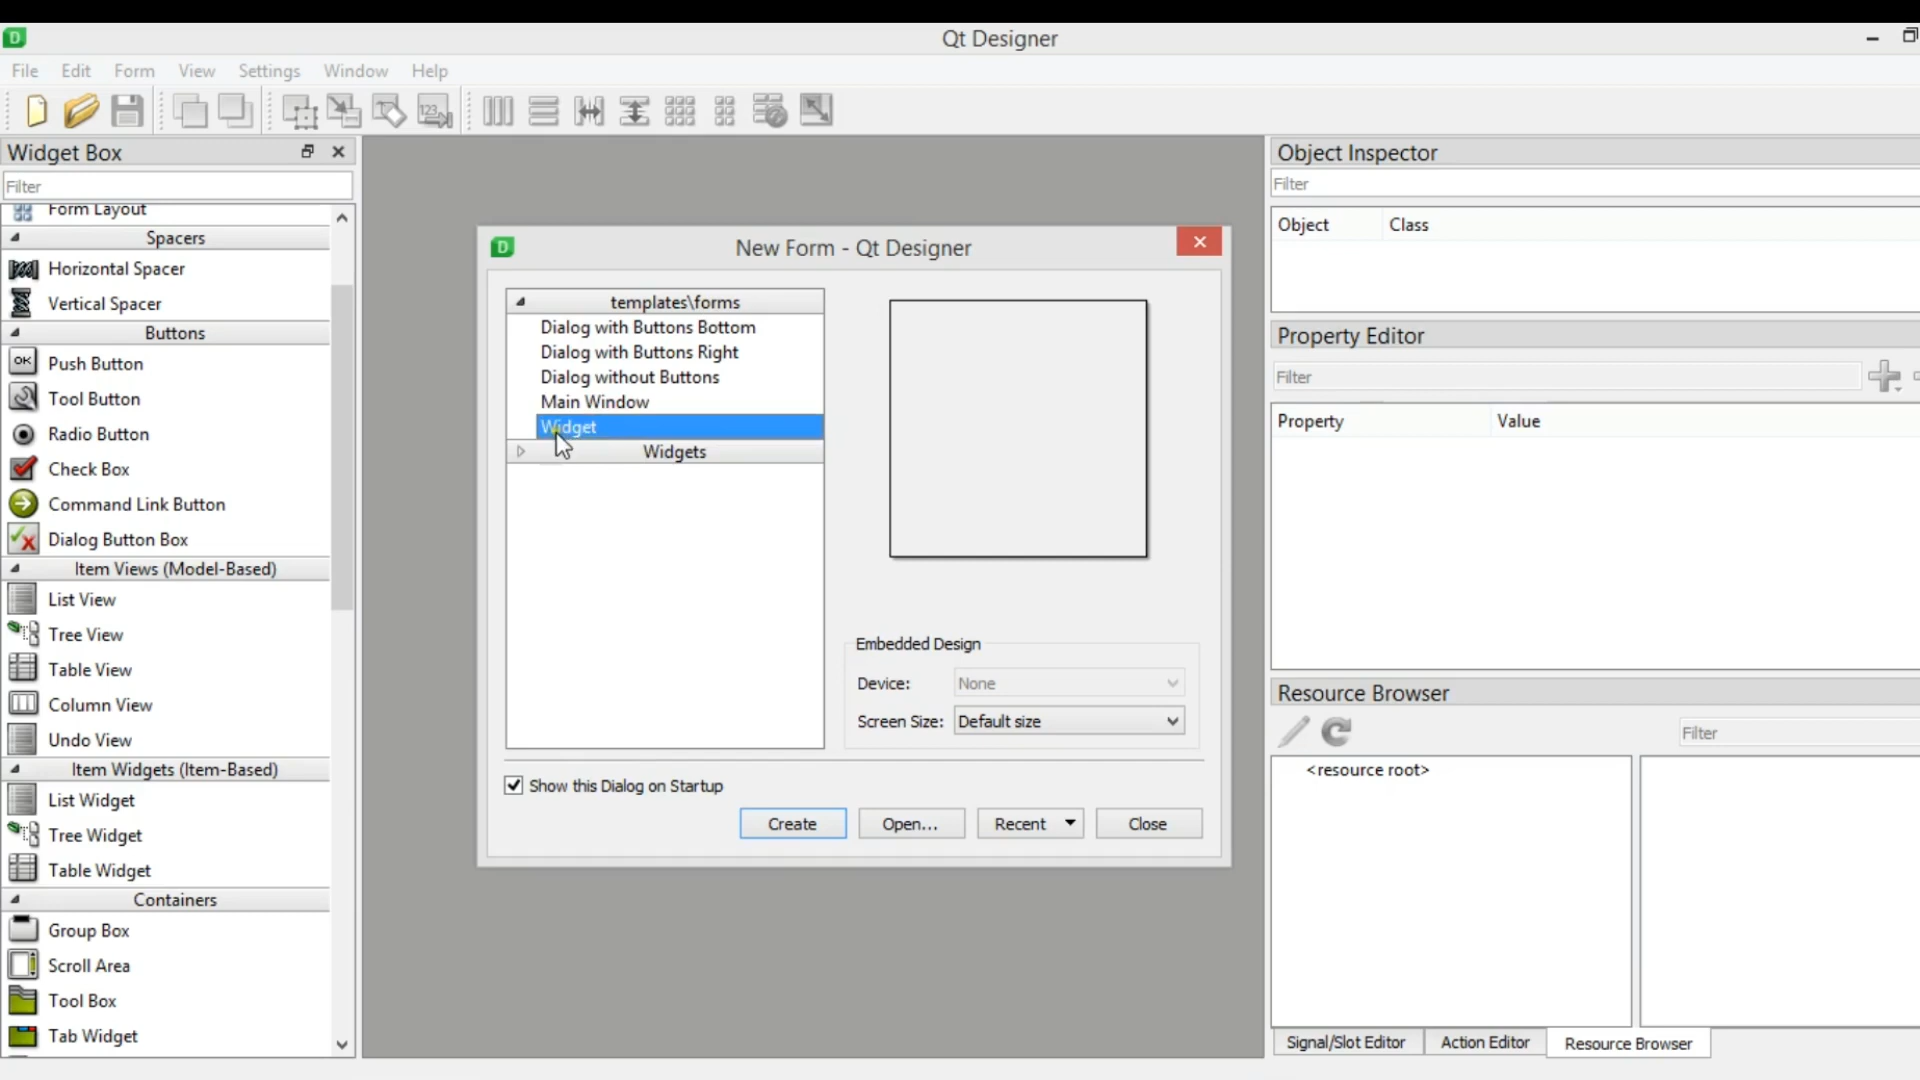 Qt Designer
File Edit Form View Settings Window Help
Widget Box
Filter
Form Layout
Spacers
Horizontal Spacer
Vertical Spacer
Buttons
OK Push Button
Tool Button
Radio Button
Check Box
Command Link Button
Dialog Button Box
Item Views (Model-Based)
List View
Tree View
Table View
Column View
Undo View
Item Widgets (Item-Based)
List Widget
Tree Widget
Table Widget
Containers
Group Box
Scroll Area
Tool Box
Tab Widget
New Form - Qt Designer
templates\forms
Dialog with Buttons Bottom
Dialog with Buttons Right
Dialog without Buttons
Main Window
Widget
Widgets
Embedded Design
Device: None
Screen Size: Default size
Show this Dialog on Startup
Create Open... Recent Close
Object Inspector
Filter
Object Class
Property Editor
Filter
Property Value
Resource Browser
Filter
<resource root>
Signal/Slot Editor Action Editor Resource Browser